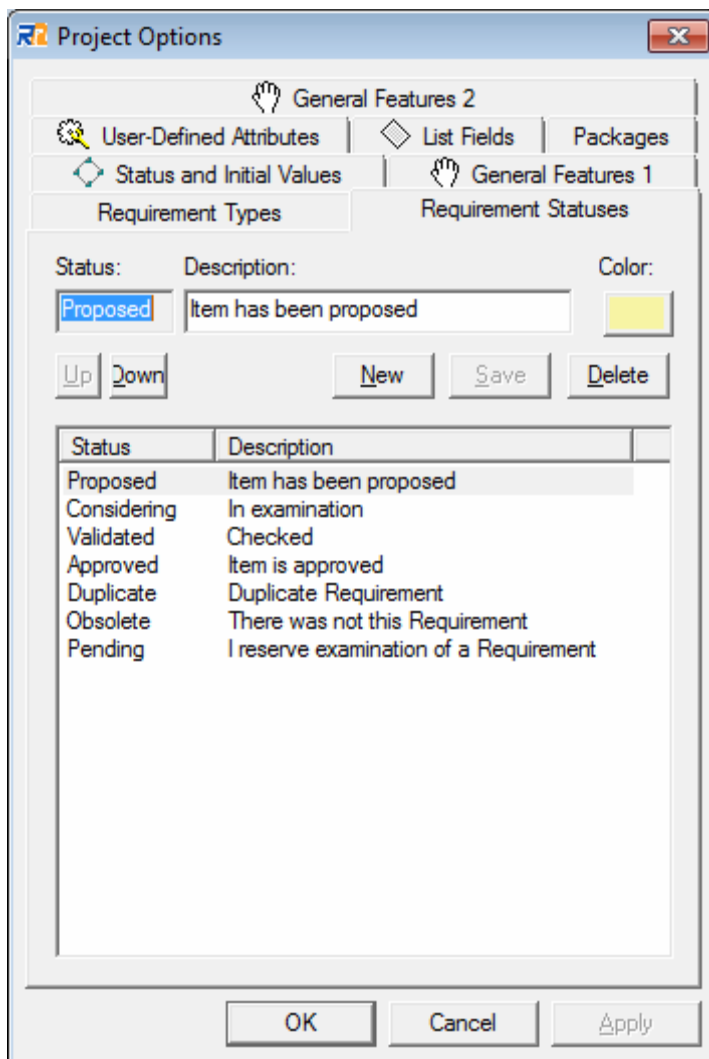 Project Options
General Features 2
User-Defined Attributes List Fields Packages
Status and Initial Values General Features 1
Requirement Types Requirement Statuses
Status: Description: Color:
Proposed Item has been proposed
Up Down New Save Delete
Status Description
Proposed Item has been proposed
Considering In examination
Validated Checked
Approved Item is approved
Duplicate Duplicate Requirement
Obsolete There was not this Requirement
Pending I reserve examination of a Requirement
OK Cancel Apply